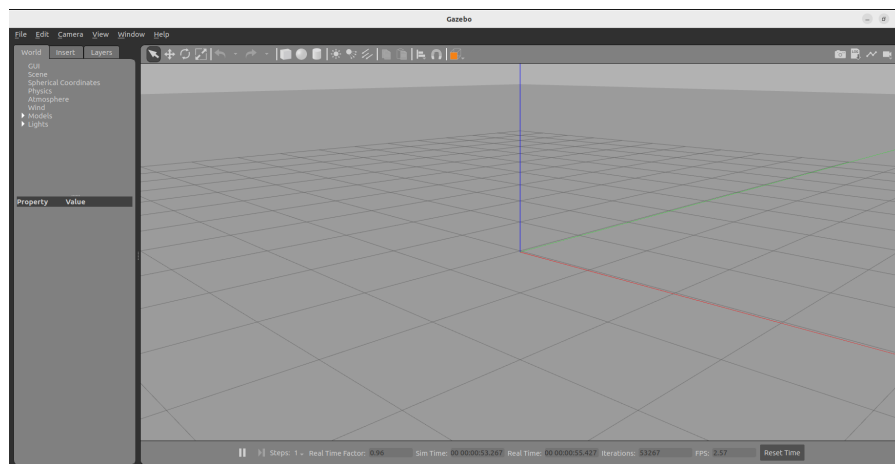 Gazebo
File Edit Camera View Window Help
World Insert Layers
GUI
Scene
Spherical Coordinates
Physics
Atmosphere
Wind
Models
Lights
Property Value
Steps: 1 Real Time Factor: 0.96 Sim Time: 00 00:00:53.267 Real Time: 00 00:00:55.427 Iterations: 53267 FPS: 2.57 Reset Time